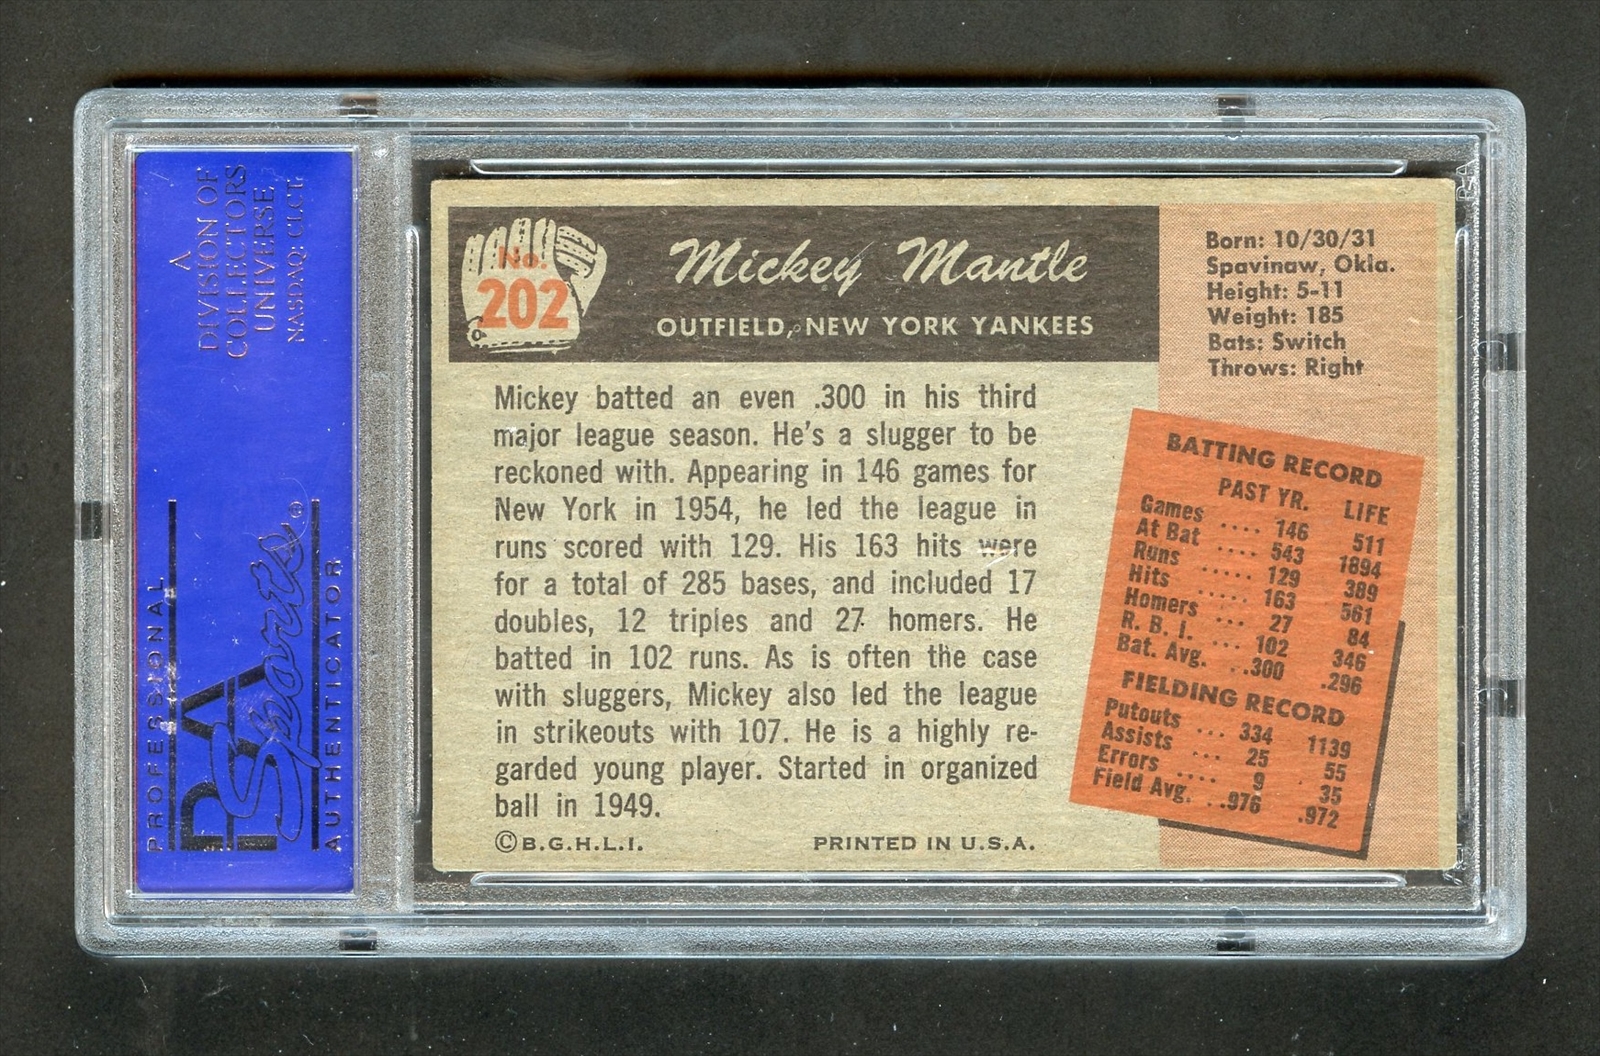 A
DIVISION OF
COLLECTORS
UNIVERSE
NASDAQ: CLCT
PROFESSIONAL
PSA
Sports®
AUTHENTICATOR
No.
202
Mickey Mantle
OUTFIELD, NEW YORK YANKEES
Born: 10/30/31
Spavinaw, Okla.
Height: 5-11
Weight: 185
Bats: Switch
Throws: Right
Mickey batted an even .300 in his third
major league season. He's a slugger to be
reckoned with. Appearing in 146 games for
New York in 1954, he led the league in
runs scored with 129. His 163 hits were
for a total of 285 bases, and included 17
doubles, 12 triples and 27 homers. He
batted in 102 runs. As is often the case
with sluggers, Mickey also led the league
in strikeouts with 107. He is a highly re-
garded young player. Started in organized
ball in 1949.
©B.G.H.L.I. PRINTED IN U.S.A.
BATTING RECORD
PAST YR. LIFE
Games .... 146 511
At Bat .... 543 1894
Runs ..... 129 389
Hits ..... 163 561
Homers ... 27 84
R. B. I. ... 102 346
Bat. Avg. ..300 .296
FIELDING RECORD
Putouts ... 334 1139
Assists ... 25 55
Errors .... 9 35
Field Avg. ..976 .972